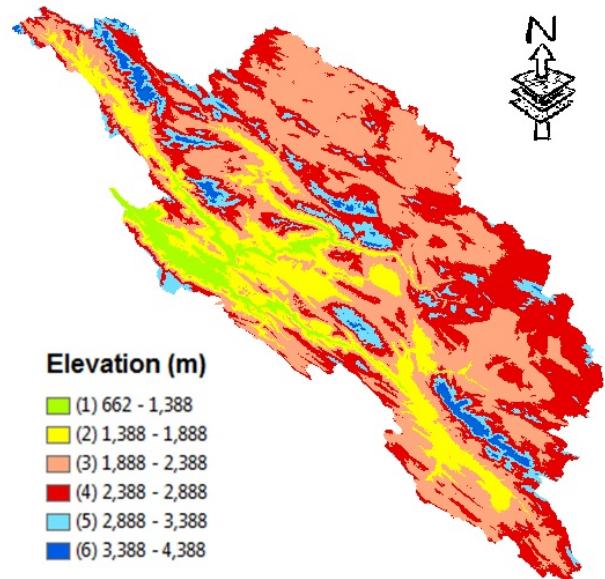 N
Elevation (m)
(1) 662 - 1,388
(2) 1,388 - 1,888
(3) 1,888 - 2,388
(4) 2,388 - 2,888
(5) 2,888 - 3,388
(6) 3,388 - 4,388